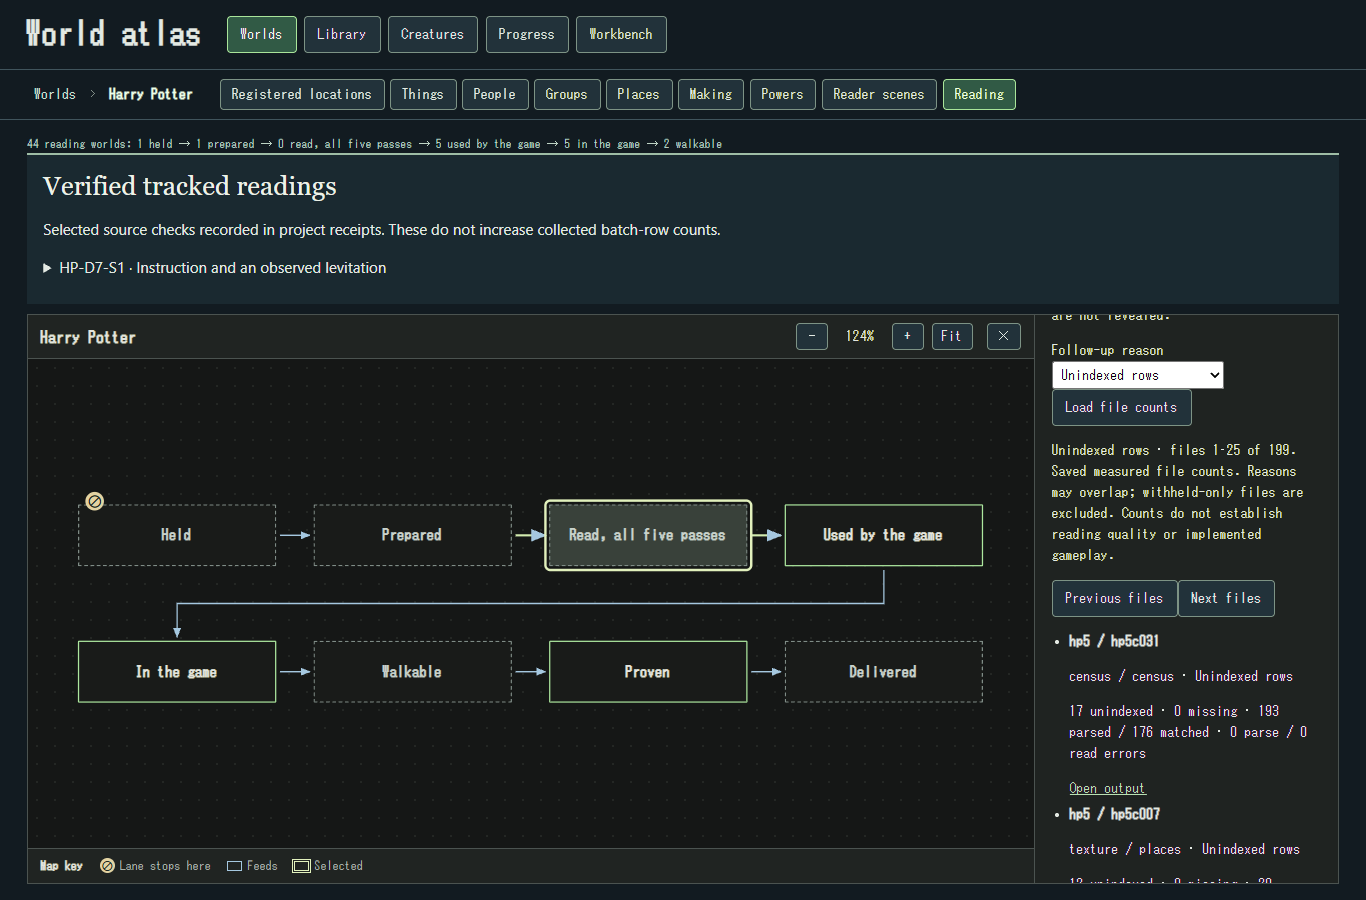 World atlas
Worlds
Library
Creatures
Progress
Workbench
Worlds > Harry Potter
Registered locations
Things
People
Groups
Places
Making
Powers
Reader scenes
Reading
44 reading worlds: 1 held → 1 prepared → 0 read, all five passes → 5 used by the game → 5 in the game → 2 walkable
Verified tracked readings
Selected source checks recorded in project receipts. These do not increase collected batch-row counts.
▶ HP-D7-S1 · Instruction and an observed levitation
Harry Potter
− 124% + Fit ×
Held
Prepared
Read, all five passes
Used by the game
In the game
Walkable
Proven
Delivered
Map key
Lane stops here
Feeds
Selected
are not revealed.
Follow-up reason
Unindexed rows
Load file counts
Unindexed rows · files 1-25 of 199.
Saved measured file counts. Reasons
may overlap; withheld-only files are
excluded. Counts do not establish
reading quality or implemented
gameplay.
Previous files
Next files
• hp5 / hp5c031
census / census · Unindexed rows
17 unindexed · 0 missing · 193
parsed / 176 matched · 0 parse / 0
read errors
Open output
• hp5 / hp5c007
texture / places · Unindexed rows